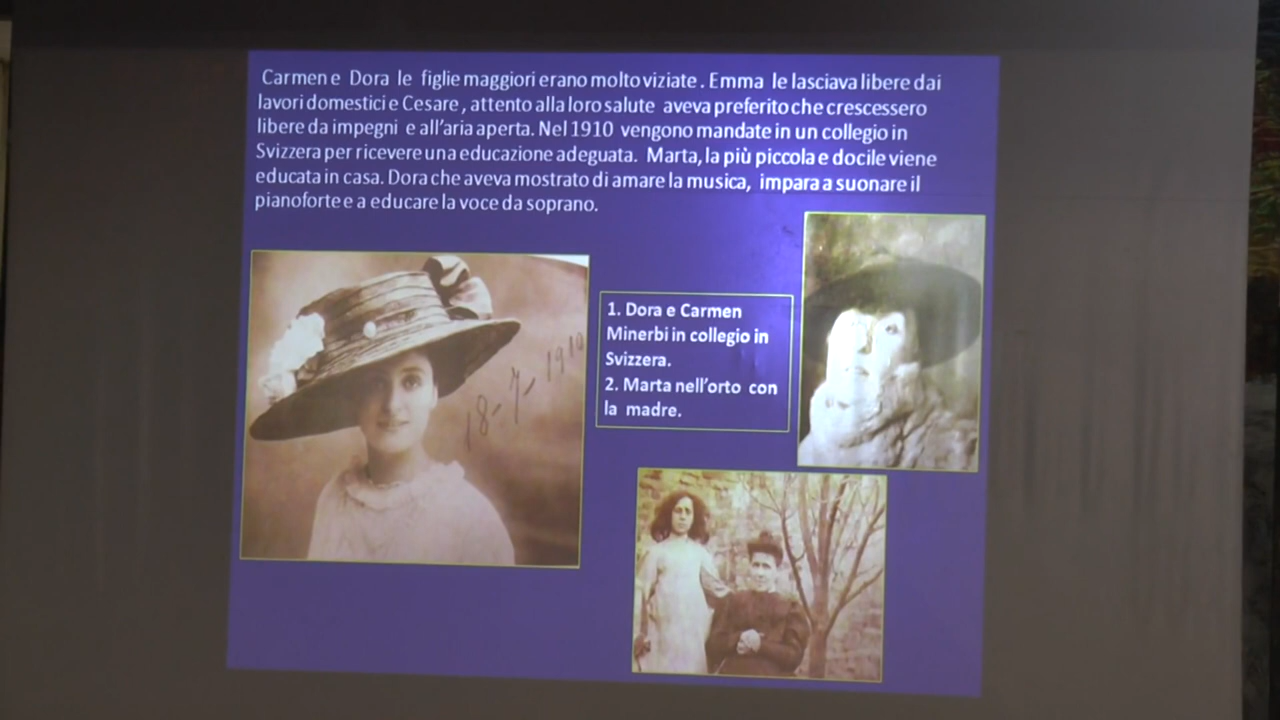 Carmen e Dora le figlie maggiori erano molto viziate. Emma le lasciava libere dai
lavori domestici e Cesare, attento alla loro salute aveva preferito che crescessero
libere da impegni e all'aria aperta. Nel 1910 vengono mandate in un collegio in
Svizzera per ricevere una educazione adeguata. Marta, la più piccola e docile viene
educata in casa. Dora che aveva mostrato di amare la musica, impara a suonare il
pianoforte e a educare la voce da soprano.
18-7-1910
1. Dora e Carmen
Minerbi in collegio in
Svizzera.
2. Marta nell'orto con
la madre.